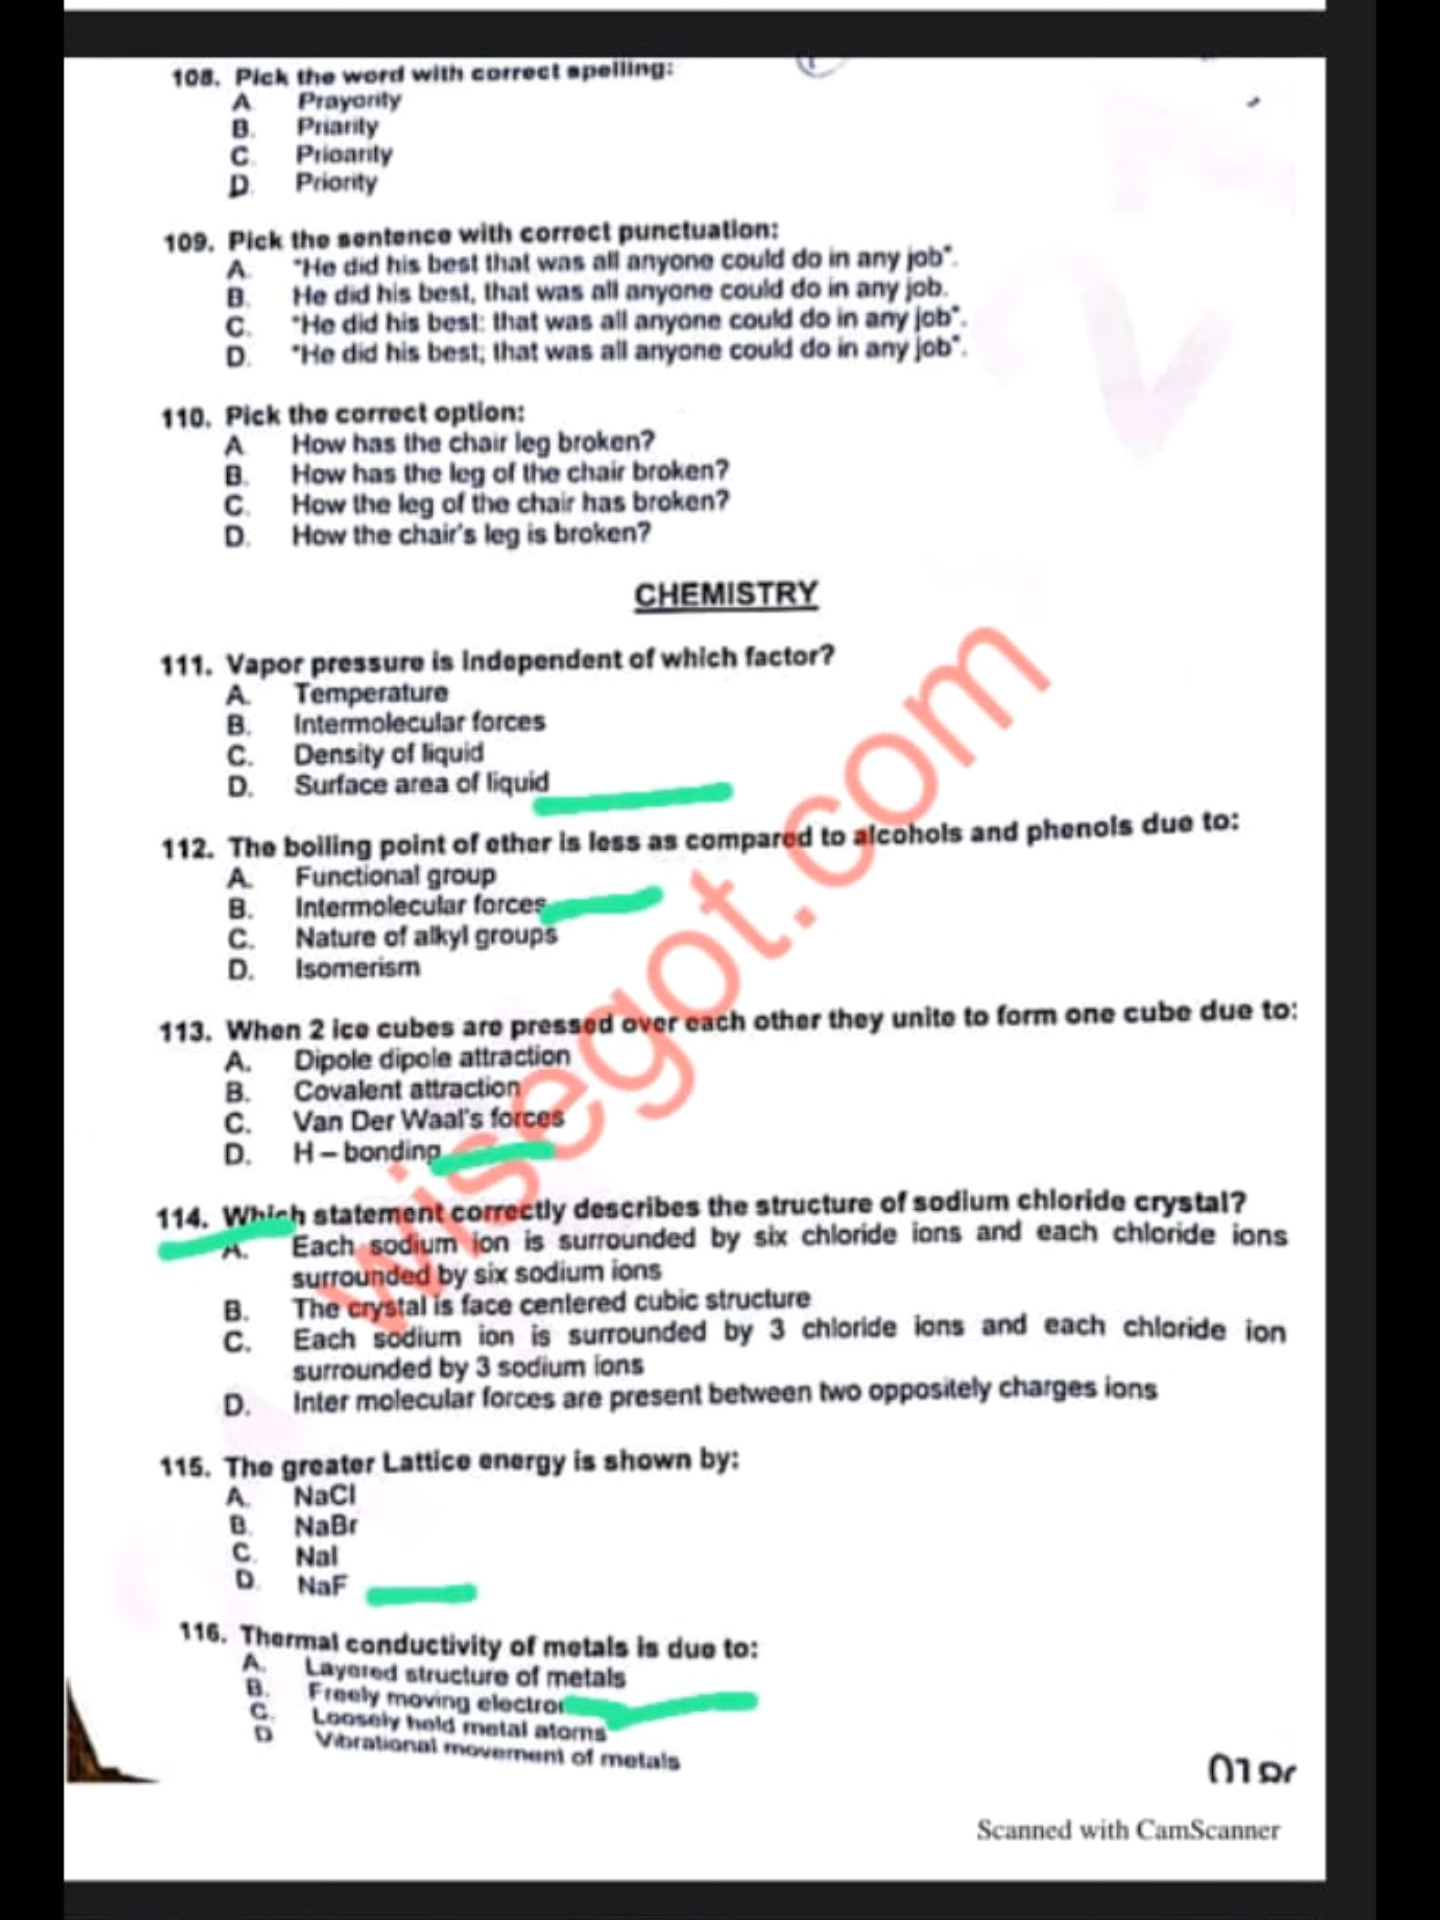 108. Pick the word with correct spelling:
A Prayority
B. Priarity
C. Prioarity
D. Priority
109. Pick the sentence with correct punctuation:
A. "He did his best that was all anyone could do in any job".
B. He did his best, that was all anyone could do in any job.
C. "He did his best: that was all anyone could do in any job".
D. "He did his best; that was all anyone could do in any job".
110. Pick the correct option:
A How has the chair leg broken?
B. How has the leg of the chair broken?
C. How the leg of the chair has broken?
D. How the chair's leg is broken?
CHEMISTRY
111. Vapor pressure is Independent of which factor?
A. Temperature
B. Intermolecular forces
C. Density of liquid
D. Surface area of liquid
112. The boiling point of ether is less as compared to alcohols and phenols due to:
A. Functional group
B. Intermolecular forces
C. Nature of alkyl groups
D. Isomerism
113. When 2 ice cubes are pressed over each other they unite to form one cube due to:
A. Dipole dipole attraction
B. Covalent attraction
C. Van Der Waal's forces
D. H – bonding
114. Which statement correctly describes the structure of sodium chloride crystal?
A. Each sodium ion is surrounded by six chloride ions and each chloride ions
surrounded by six sodium ions
B. The crystal is face centered cubic structure
C. Each sodium ion is surrounded by 3 chloride ions and each chloride ion
surrounded by 3 sodium ions
D. Inter molecular forces are present between two oppositely charges ions
115. The greater Lattice energy is shown by:
A. NaCl
B. NaBr
C. NaI
D. NaF
116. Thermal conductivity of metals is due to:
A. Layered structure of metals
B. Freely moving electron
C. Loosely held metal atoms
D Vibrational movement of metals
wisegot.com
Scanned with CamScanner